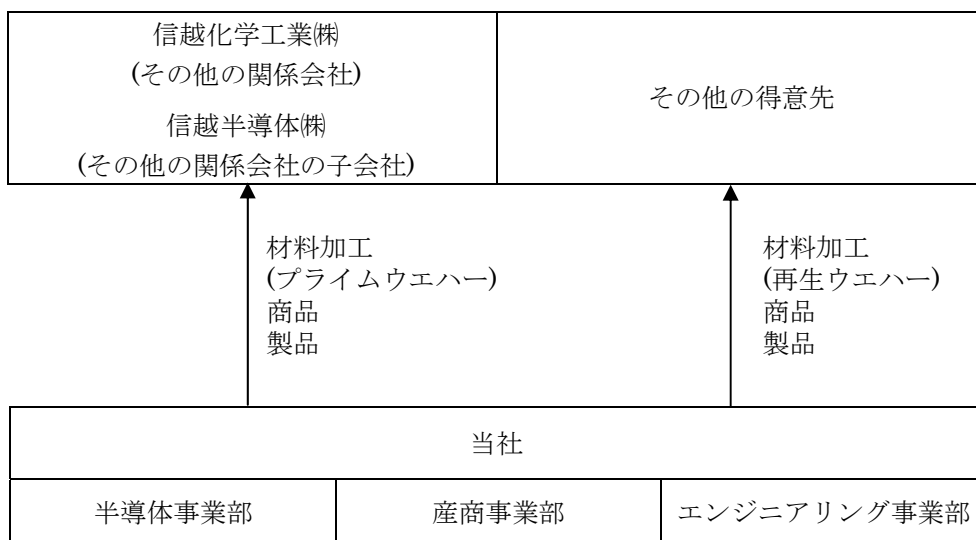 信越化学工業㈱
(その他の関係会社)
信越半導体㈱
(その他の関係会社の子会社)
その他の得意先
材料加工
(プライムウエハー)
商品
製品
材料加工
(再生ウエハー)
商品
製品
当社
半導体事業部
産商事業部
エンジニアリング事業部